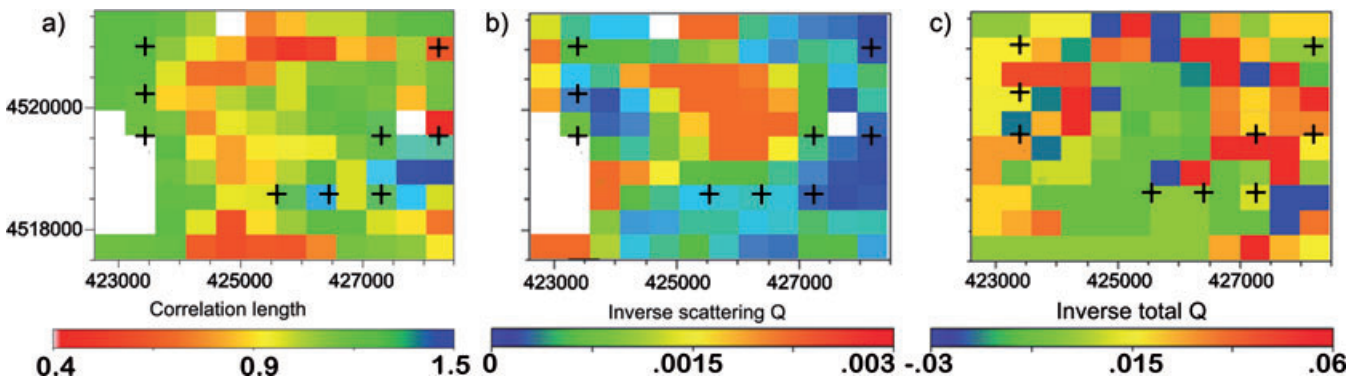 a) b) c)
4520000
4518000
423000 425000 427000 423000 425000 427000 423000 425000 427000
Correlation length Inverse scattering Q Inverse total Q
0.4 0.9 1.5 0 .0015 .003 -.03 .015 .06